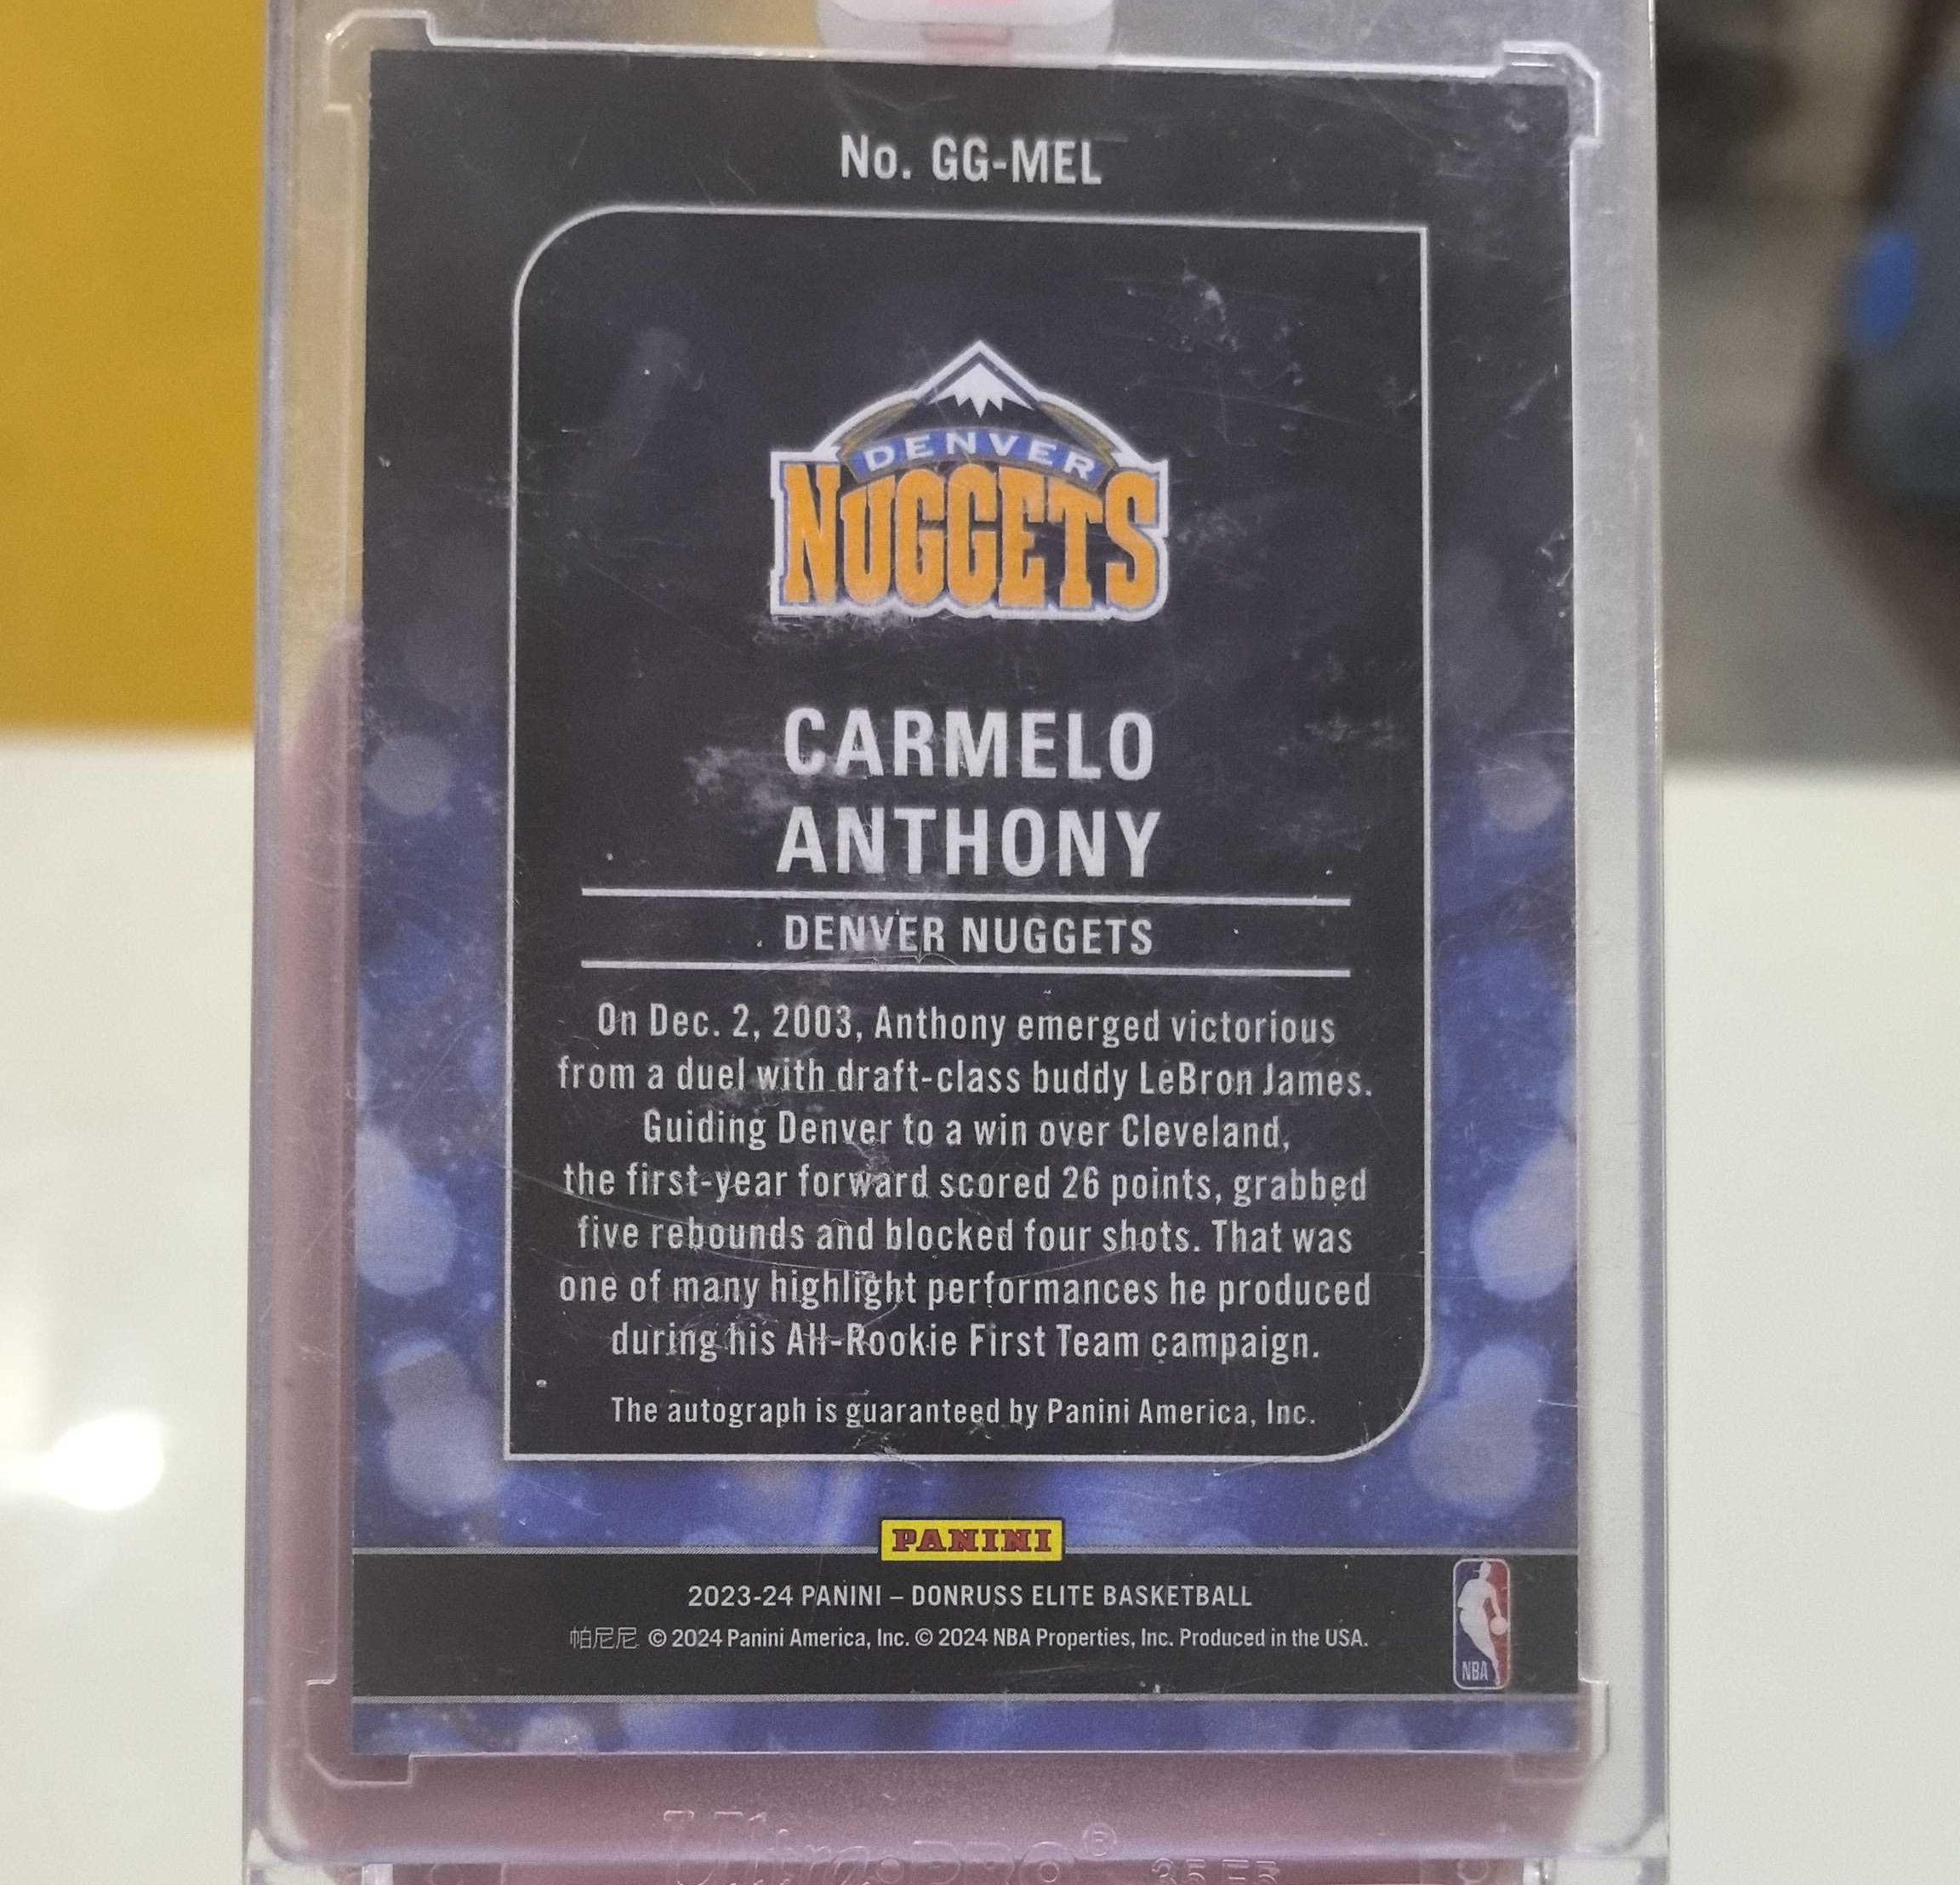 No. GG-MEL
DENVER
NUGGETS
CARMELO
ANTHONY
DENVER NUGGETS
On Dec. 2, 2003, Anthony emerged victorious
from a duel with draft-class buddy LeBron James.
Guiding Denver to a win over Cleveland,
the first-year forward scored 26 points, grabbed
five rebounds and blocked four shots. That was
one of many highlight performances he produced
during his All-Rookie First Team campaign.
The autograph is guaranteed by Panini America, Inc.
PANINI
2023-24 PANINI – DONRUSS ELITE BASKETBALL
帕尼尼 © 2024 Panini America, Inc. © 2024 NBA Properties, Inc. Produced in the USA.
NBA
Ultra•PRO®